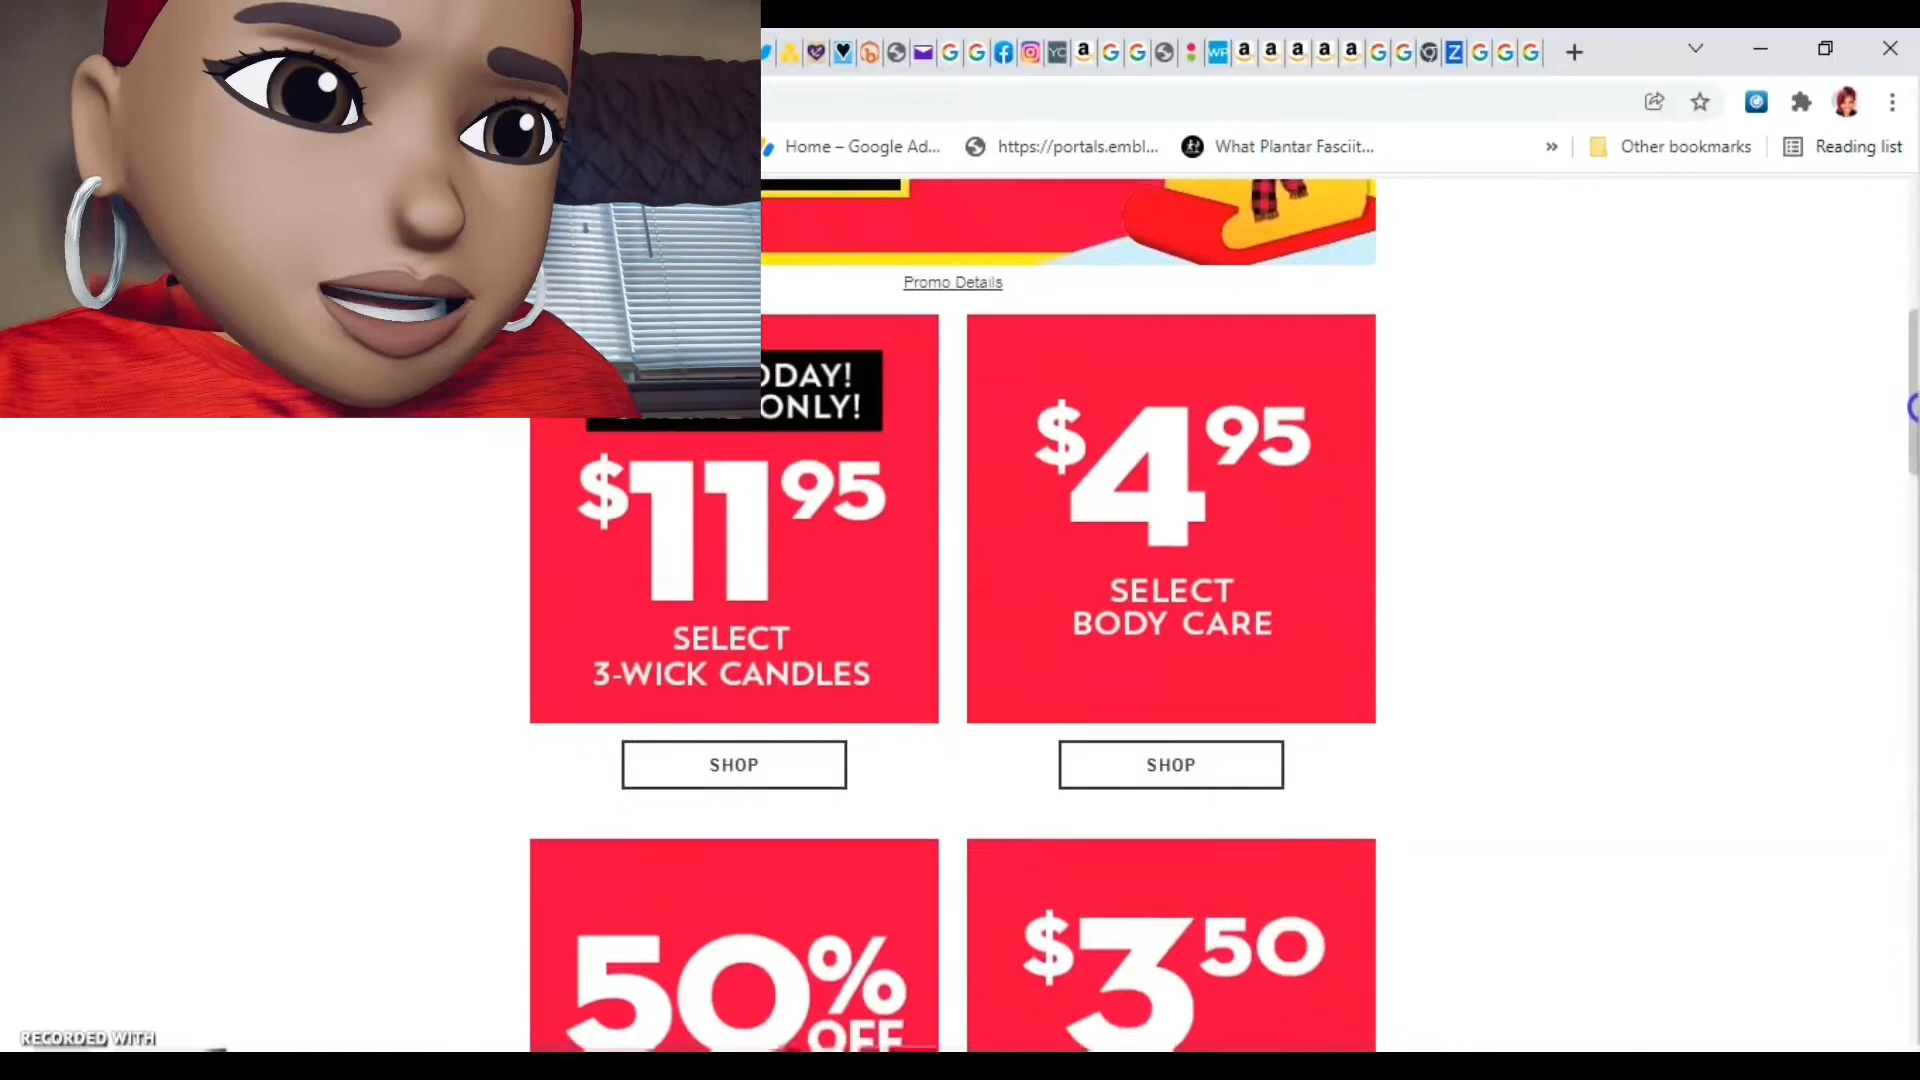 Home – Google Ad...
https://portals.embl...
What Plantar Fasciit...
»
Other bookmarks
Reading list
Promo Details
ODAY!
ONLY!
$11 95
SELECT
3-WICK CANDLES
SHOP
$4 95
SELECT
BODY CARE
SHOP
50% OFF
$3 50
RECORDED WITH